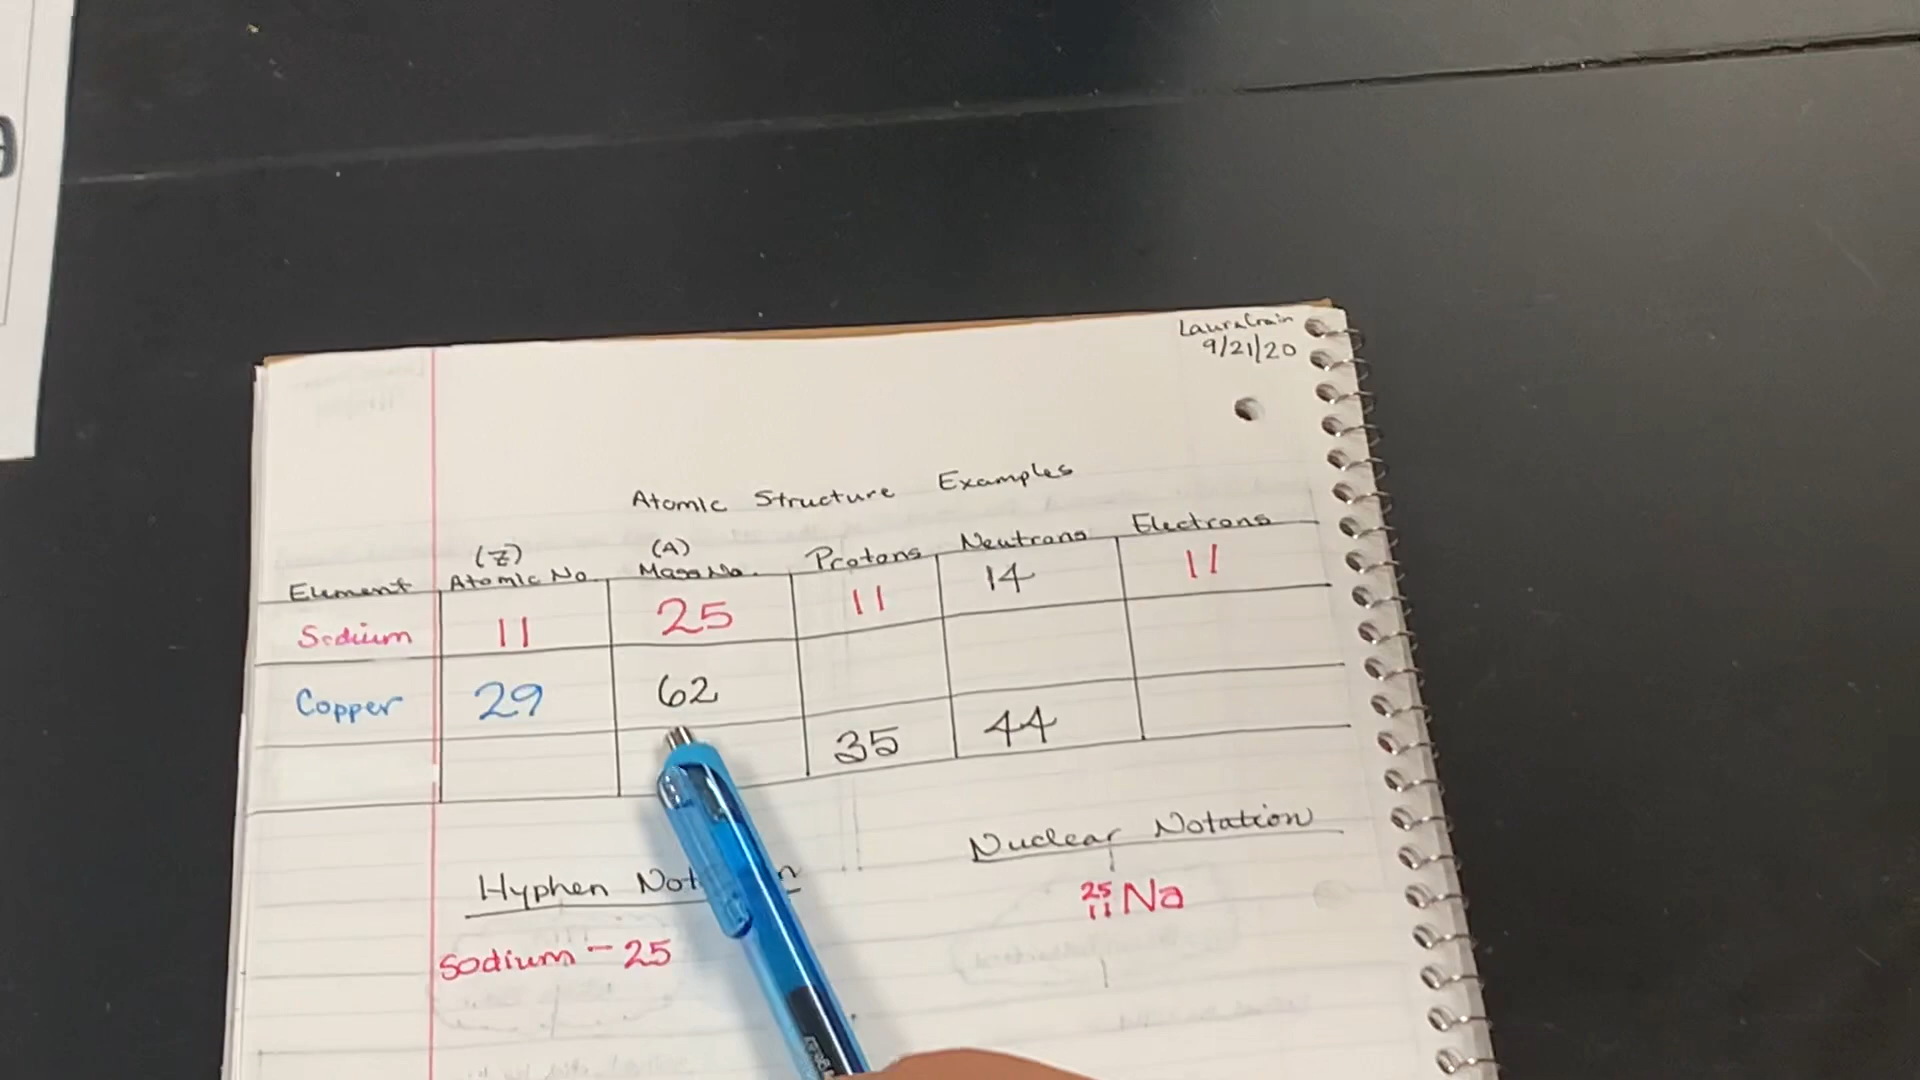 Laura Crain
9/21/20
Atomic Structure Examples
Element (Z) Atomic No. (A) Mass No. Protons Neutrons Electrons
Sodium 11 25 11 14 11
Copper 29 62
35 44
Hyphen Nuclear Notation
Sodium - 25
25 11 Na